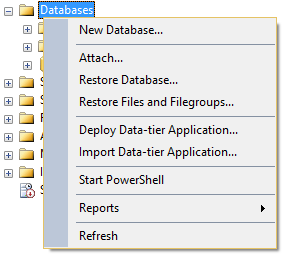 Databases
New Database...
Attach...
Restore Database...
Restore Files and Filegroups...
Deploy Data-tier Application...
Import Data-tier Application...
Start PowerShell
Reports
Refresh